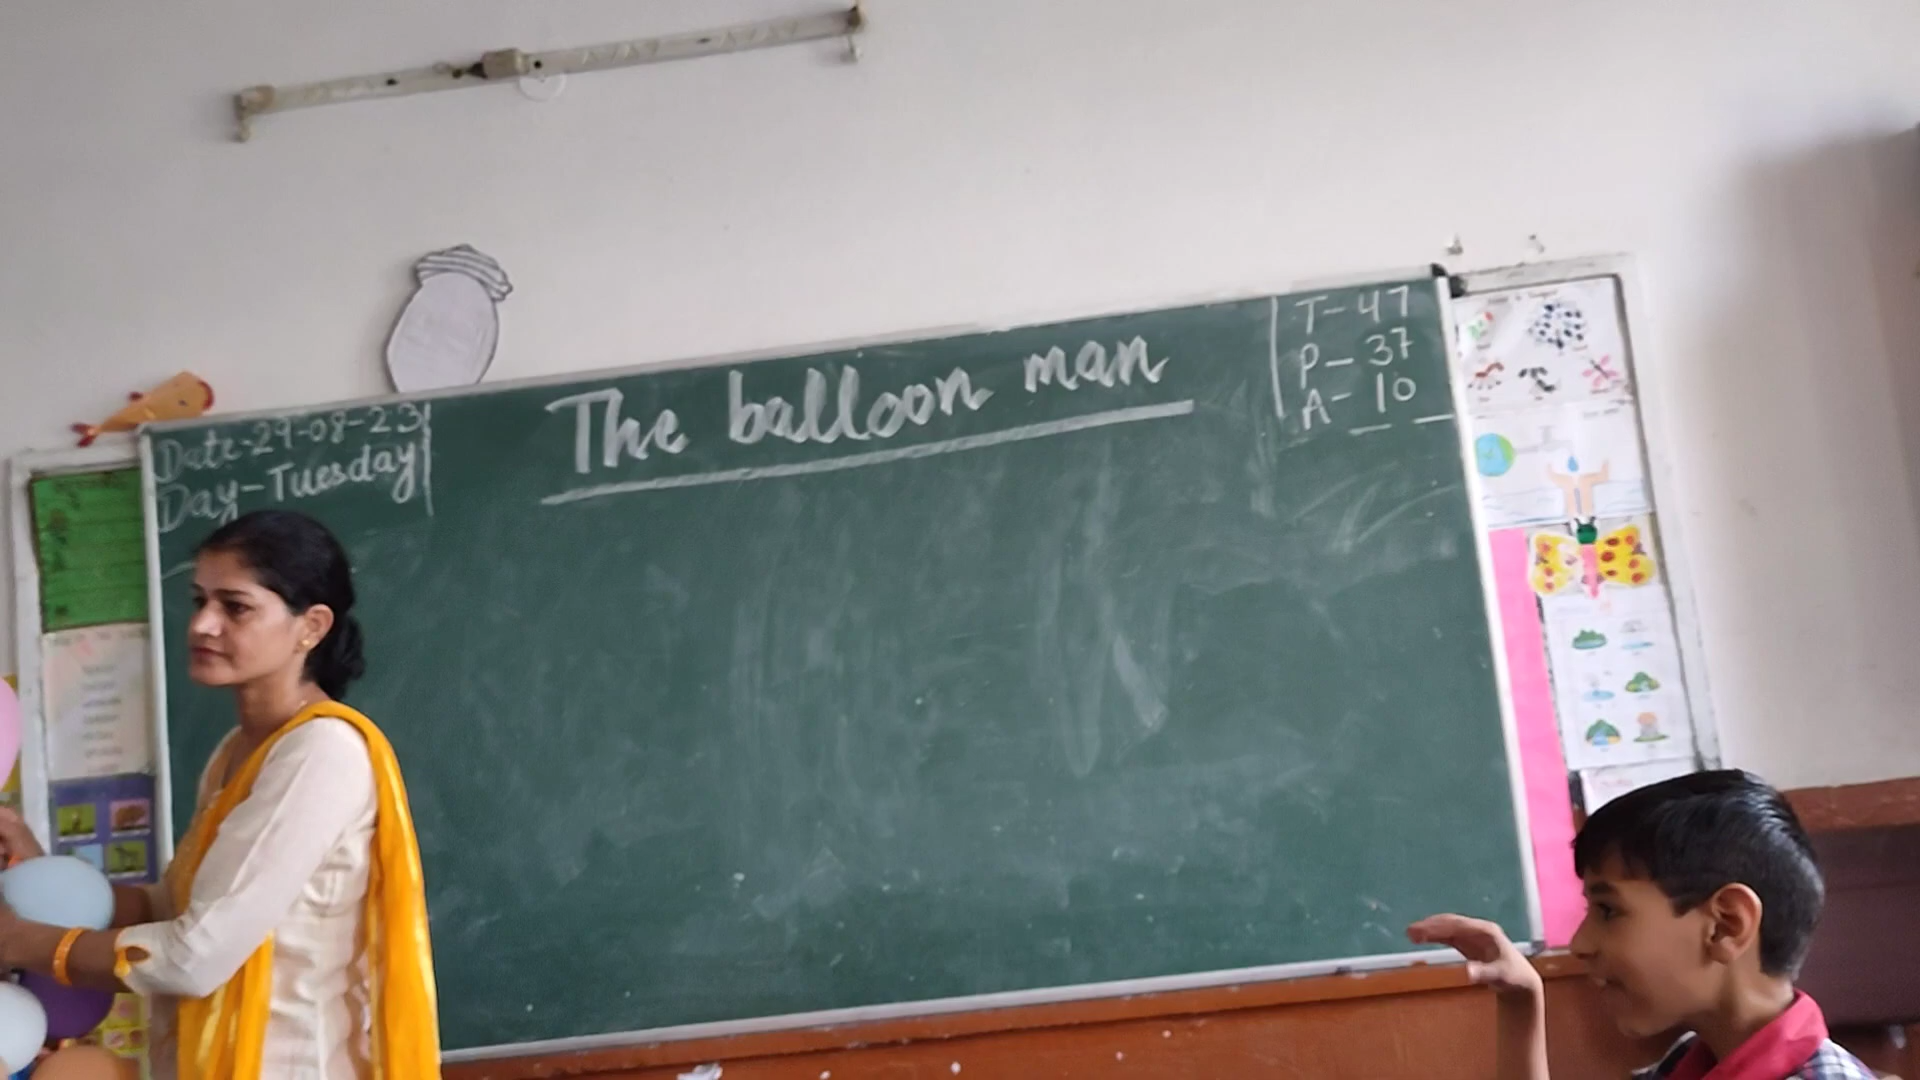 Date-29-08-23
Day-Tuesday
The balloon man
T-47
P-37
A-10